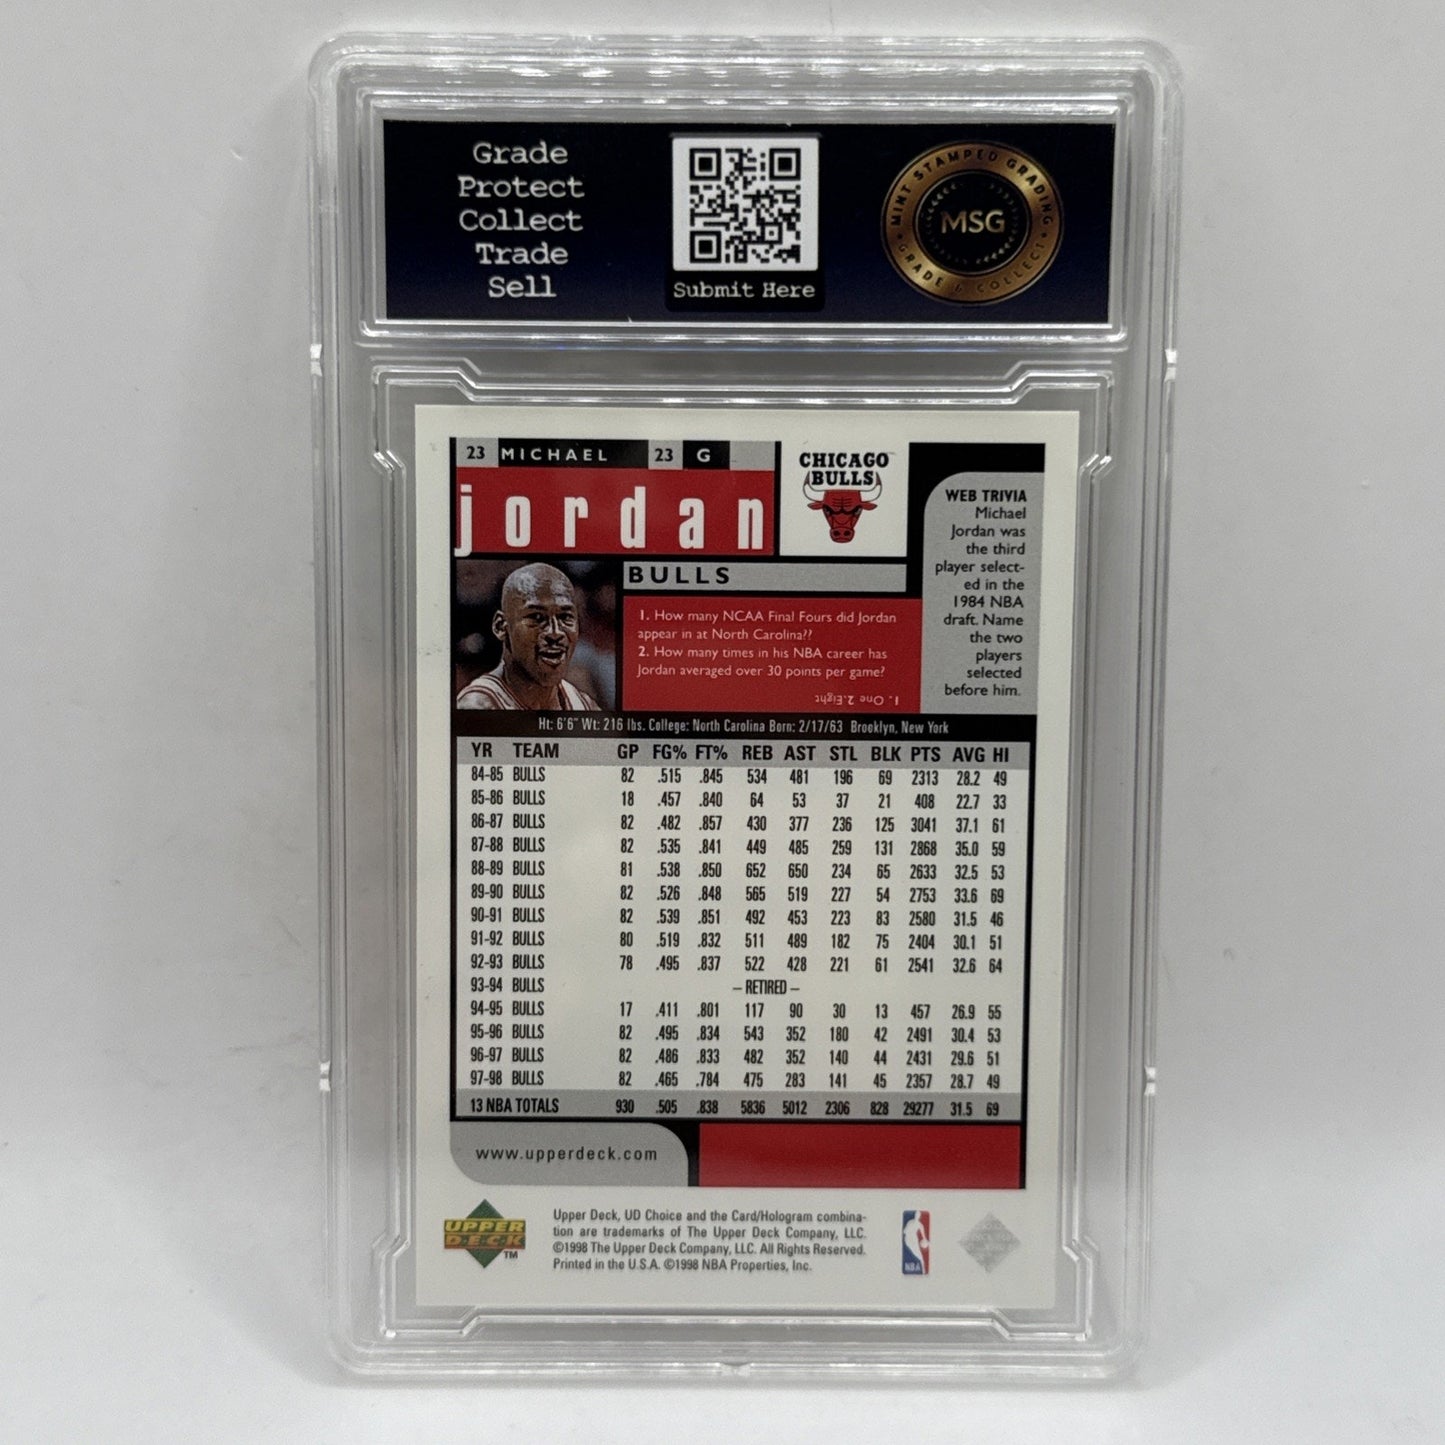 Grade
Protect
Collect
Trade
Sell
Submit Here
MINT STAMPED GRADING
MSG
GRADE & COLLECT
23 MICHAEL 23 G
jordan
CHICAGO
BULLS
BULLS
WEB TRIVIA
Michael
Jordan was
the third
player select-
ed in the
1984 NBA
draft. Name
the two
players
selected
before him.
1. How many NCAA Final Fours did Jordan
appear in at North Carolina??
2. How many times in his NBA career has
Jordan averaged over 30 points per game?
1. One 2.Eight
Ht: 6'6" Wt: 216 lbs. College: North Carolina Born: 2/17/63 Brooklyn, New York
YR TEAM GP FG% FT% REB AST STL BLK PTS AVG HI
84-85 BULLS 82 .515 .845 534 481 196 69 2313 28.2 49
85-86 BULLS 18 .457 .840 64 53 37 21 408 22.7 33
86-87 BULLS 82 .482 .857 430 377 236 125 3041 37.1 61
87-88 BULLS 82 .535 .841 449 485 259 131 2868 35.0 59
88-89 BULLS 81 .538 .850 652 650 234 65 2633 32.5 53
89-90 BULLS 82 .526 .848 565 519 227 54 2753 33.6 69
90-91 BULLS 82 .539 .851 492 453 223 83 2580 31.5 46
91-92 BULLS 80 .519 .832 511 489 182 75 2404 30.1 51
92-93 BULLS 78 .495 .837 522 428 221 61 2541 32.6 64
93-94 BULLS – RETIRED –
94-95 BULLS 17 .411 .801 117 90 30 13 457 26.9 55
95-96 BULLS 82 .495 .834 543 352 180 42 2491 30.4 53
96-97 BULLS 82 .486 .833 482 352 140 44 2431 29.6 51
97-98 BULLS 82 .465 .784 475 283 141 45 2357 28.7 49
13 NBA TOTALS 930 .505 .838 5836 5012 2306 828 29277 31.5 69
www.upperdeck.com
UPPER
DECK
TM
Upper Deck, UD Choice and the Card/Hologram combina-
tion are trademarks of The Upper Deck Company, LLC.
©1998 The Upper Deck Company, LLC. All Rights Reserved.
Printed in the U.S.A. ©1998 NBA Properties, Inc.
NBA